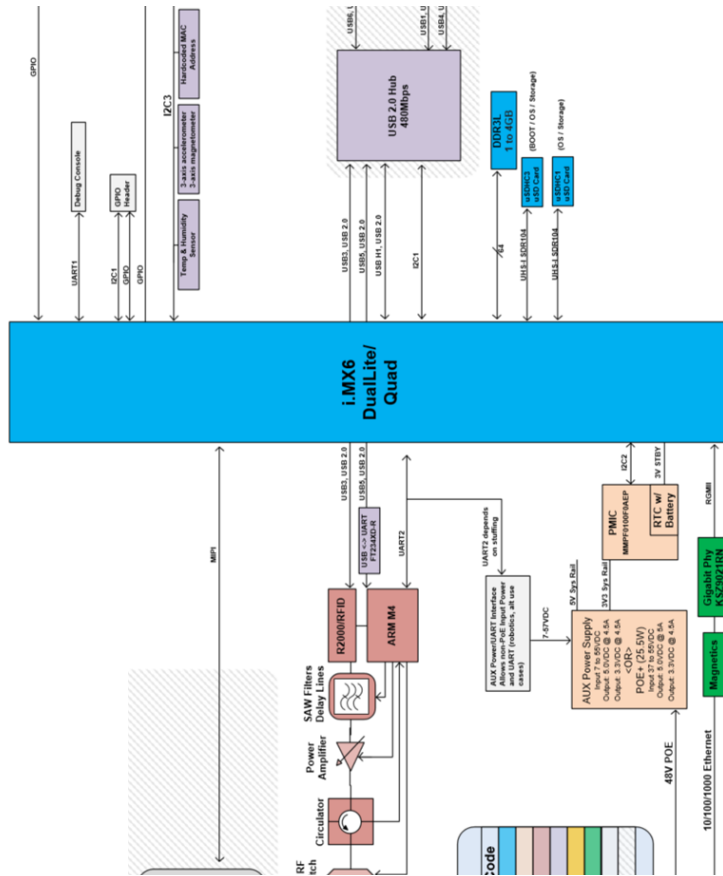 GPIO
I2C3
Hardcoded MAC
Address
3-axis accelerometer
3-axis magnetometer
Temp & Humidity
Sensor
Debug Console
UART1
GPIO
Header
I2C1
GPIO
GPIO
USB6,
USB1,
USB4,
USB 2.0 Hub
480Mbps
USB3, USB 2.0
USB5, USB 2.0
USB H1, USB 2.0
I2C1
DDR3L
1 to 4GB
64
(BOOT / OS / Storage)
uSDHC3
uSD Card
UHS-I SDR104
(OS / Storage)
uSDHC1
uSD Card
UHS-I SDR104
i.MX6
DualLite/
Quad
MIPI
USB3, USB 2.0
USB5, USB 2.0
USB <-> UART
FT234XD-R
UART2
UART2 depends
on stuffing
R2000/RFID
ARM M4
SAW Filters
Delay Lines
Power
Amplifier
Circulator
RF
tch
AUX Power/UART Interface
Allows non-PoE Input Power
and UART (robotics, alt use
cases)
7-57VDC
I2C2
3V STBY
PMIC
MMPF0100F0AEP
RTC w/
Battery
5V Sys Rail
3V3 Sys Rail
AUX Power Supply
Input 7 to 55VDC
Output: 5.0VDC @ 4.5A
Output: 3.3VDC @ 4.5A
<OR>
POE+ (25.5W)
Input 37 to 55VDC
Output: 5.0VDC @ 5A
Output: 3.3VDC @ 4.5A
48V POE
RGMII
Gigabit Phy
KSZ9021RN
Magnetics
10/100/1000 Ethernet
Code